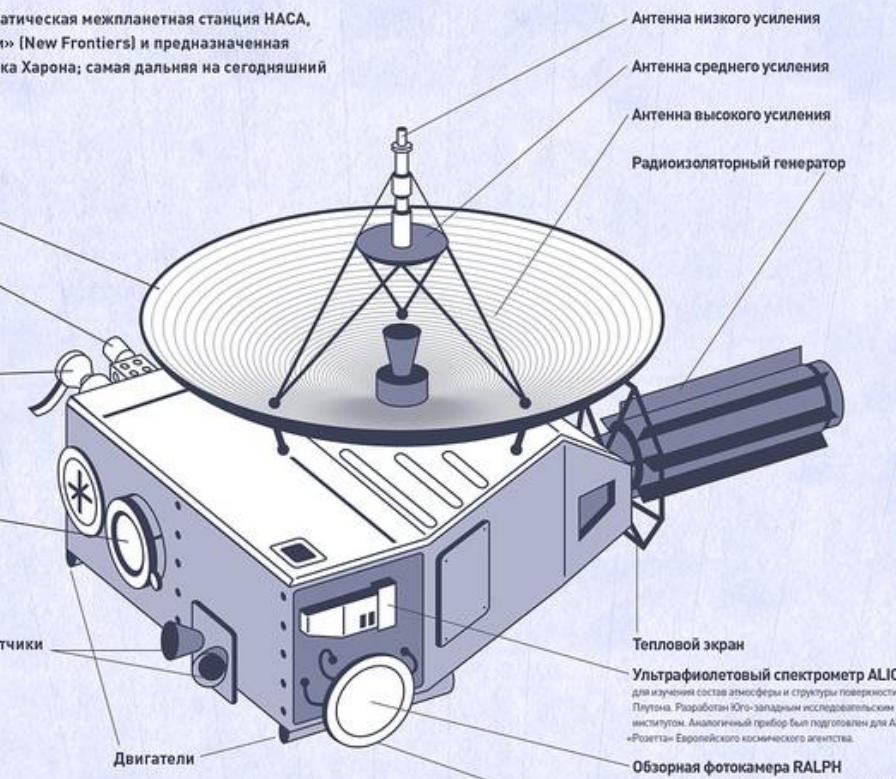 атическая межпланетная станция НАСА,
и» (New Frontiers) и предназначенная
ка Харона; самая дальняя на сегодняшний
Антенна низкого усиления
Антенна среднего усиления
Антенна высокого усиления
Радиоизоляторный генератор
тчики
Двигатели
Тепловой экран
Ультрафиолетовый спектрометр ALIC
для изучения состав атмосферы и структуры поверхности
Плутона. Разработан Юго-западным исследовательским
институтом. Аналогичный прибор был подготовлен для А
«Розетта» Европейского космического агентства.
Обзорная фотокамера RALPH